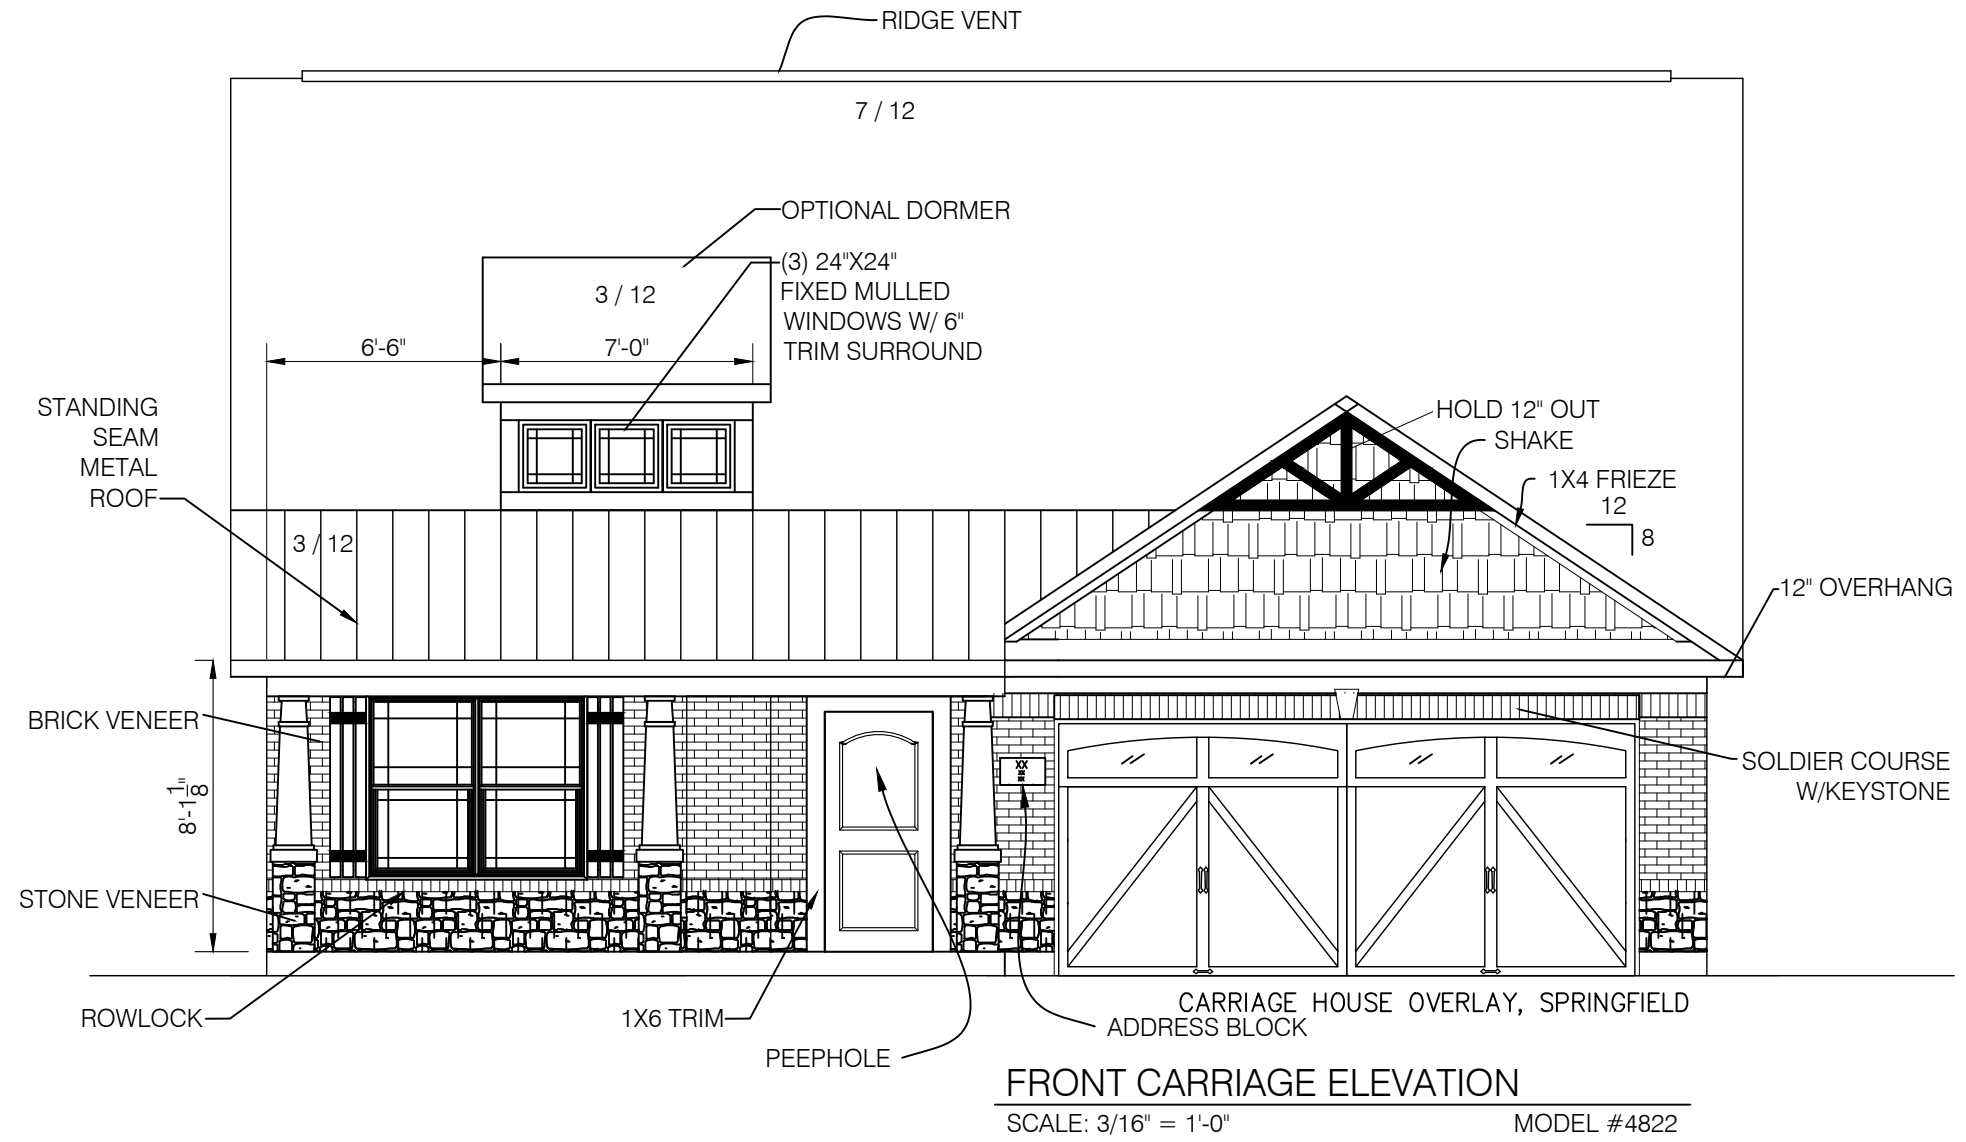 RIDGE VENT
7 / 12
OPTIONAL DORMER
(3) 24"X24"
FIXED MULLED
WINDOWS W/ 6"
TRIM SURROUND
3 / 12
6'-6"
7'-0"
STANDING
SEAM
METAL
ROOF
3 / 12
HOLD 12" OUT
SHAKE
1X4 FRIEZE
12
8
12" OVERHANG
BRICK VENEER
8'-1 1/8"
STONE VENEER
XX
SOLDIER COURSE
W/KEYSTONE
ROWLOCK
1X6 TRIM
PEEPHOLE
CARRIAGE HOUSE OVERLAY, SPRINGFIELD
ADDRESS BLOCK
FRONT CARRIAGE ELEVATION
SCALE: 3/16" = 1'-0"
MODEL #4822